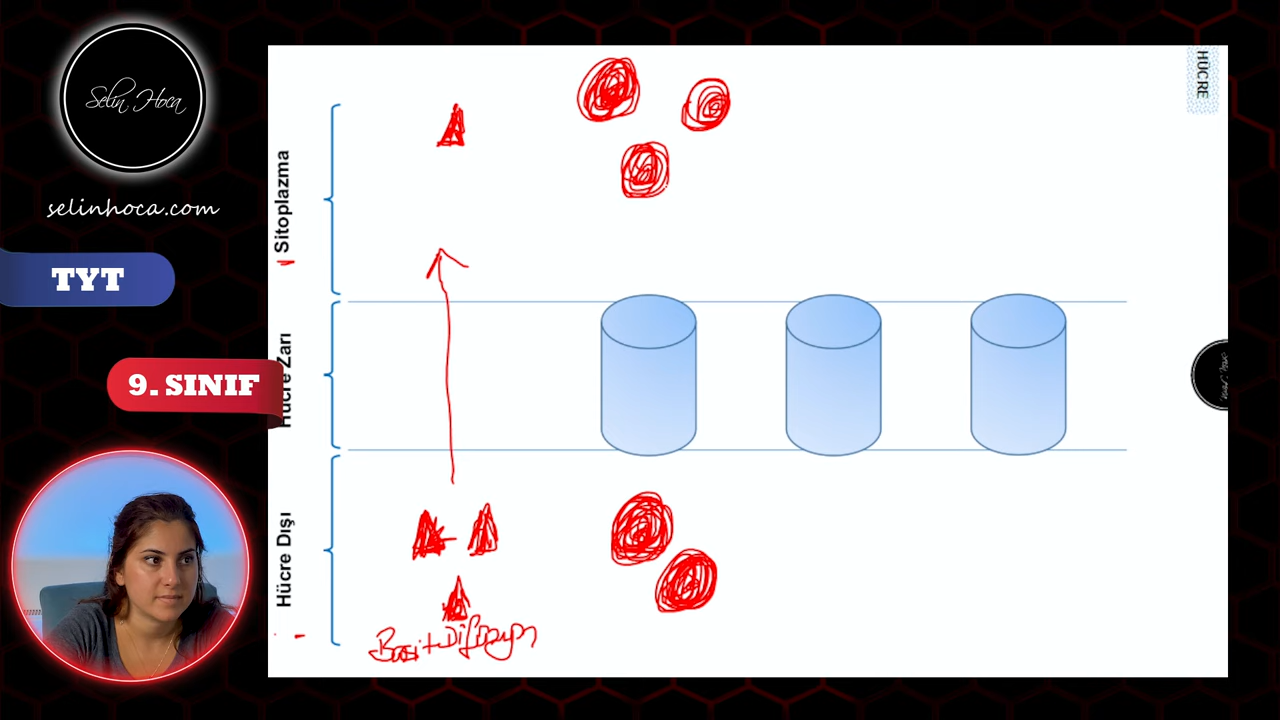 Selin Hoca
selinhoca.com
TYT
9. SINIF
HÜCRE
Sitoplazma
Hücre Zarı
Hücre Dışı
Basit Difüzyon